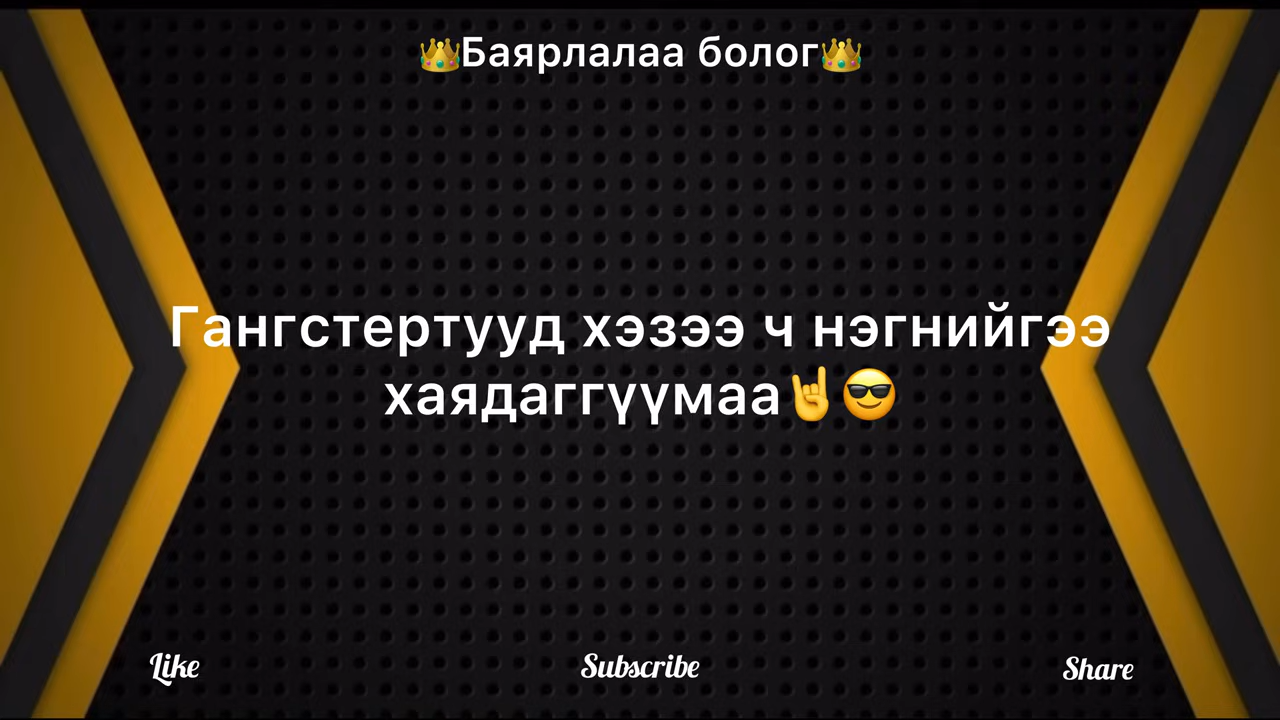 👑Баярлалаа болог👑
Гангстертууд хэзээ ч нэгнийгээ
хаядаггүүмаа🤘😎
Like
Subscribe
Share